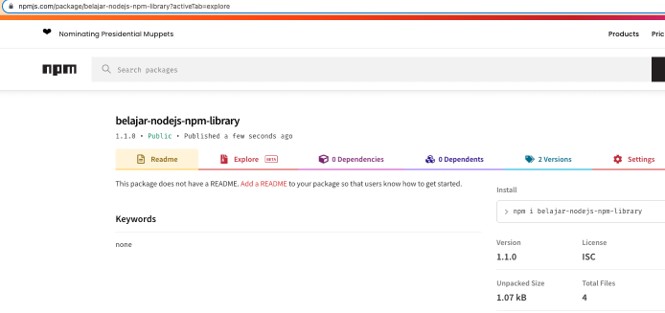 npmjs.com/package/belajar-nodejs-npm-library?activeTab=explore
Nominating Presidential Muppets
Products
Pric
npm
Search packages
belajar-nodejs-npm-library
1.1.0 • Public • Published a few seconds ago
Readme
Explore BETA
0 Dependencies
0 Dependents
2 Versions
Settings
This package does not have a README. Add a README to your package so that users know how to get started.
Keywords
none
Install
> npm i belajar-nodejs-npm-library
Version
License
1.1.0
ISC
Unpacked Size
Total Files
1.07 kB
4